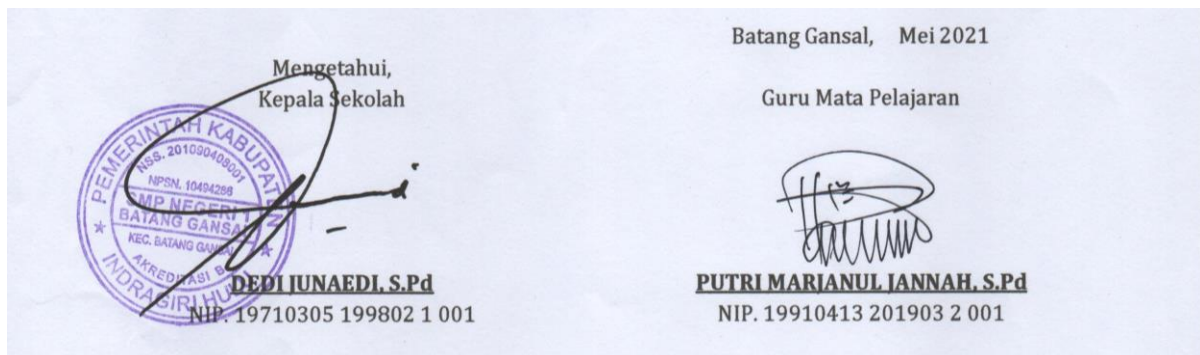 Batang Gansal, Mei 2021
Mengetahui,
Kepala Sekolah
Guru Mata Pelajaran
PEMERINTAH KABUPATEN
INDRAGIRI HULU
NSS. 201090408001
NPSN. 10494266
SMP NEGERI 1
BATANG GANSAL
KEC. BATANG GANSAL
AKREDITASI B
DEDI JUNAEDI, S.Pd
NIP. 19710305 199802 1 001
PUTRI MARJANUL JANNAH, S.Pd
NIP. 19910413 201903 2 001